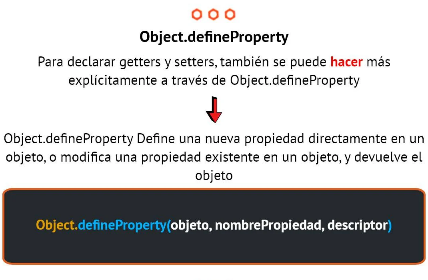 Object.defineProperty
Para declarar getters y setters, también se puede hacer más
explícitamente a través de Object.defineProperty
Object.defineProperty Define una nueva propiedad directamente en un
objeto, o modifica una propiedad existente en un objeto, y devuelve el
objeto
Object.defineProperty(objeto, nombrePropiedad, descriptor)